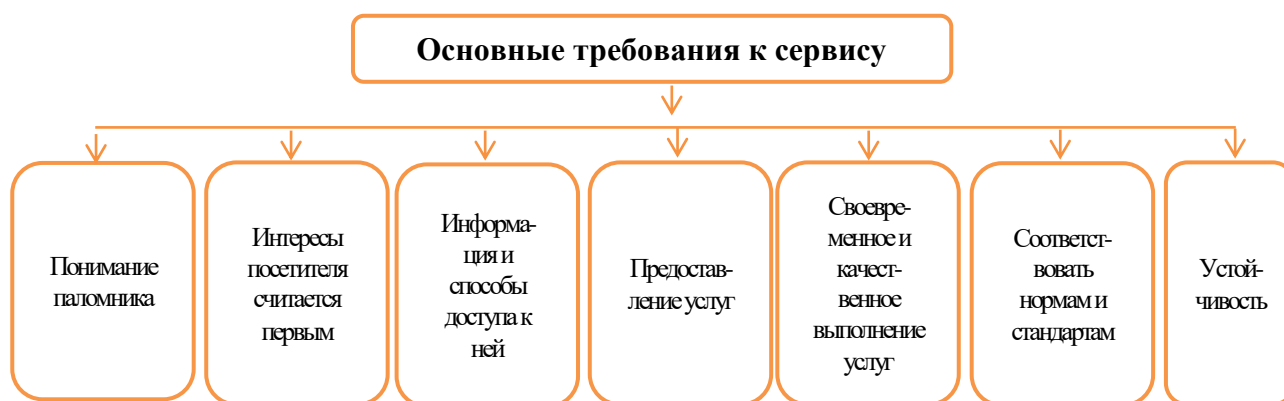 Основные требования к сервису
Понимание
паломника
Интересы
посетителя
считается
первым
Информа-
ция и
способы
доступа к
ней
Предостав-
ление услуг
Своевре-
менное и
качест-
венное
выполнение
услуг
Соответст-
вовать
нормам и
стандартам
Устой-
чивость